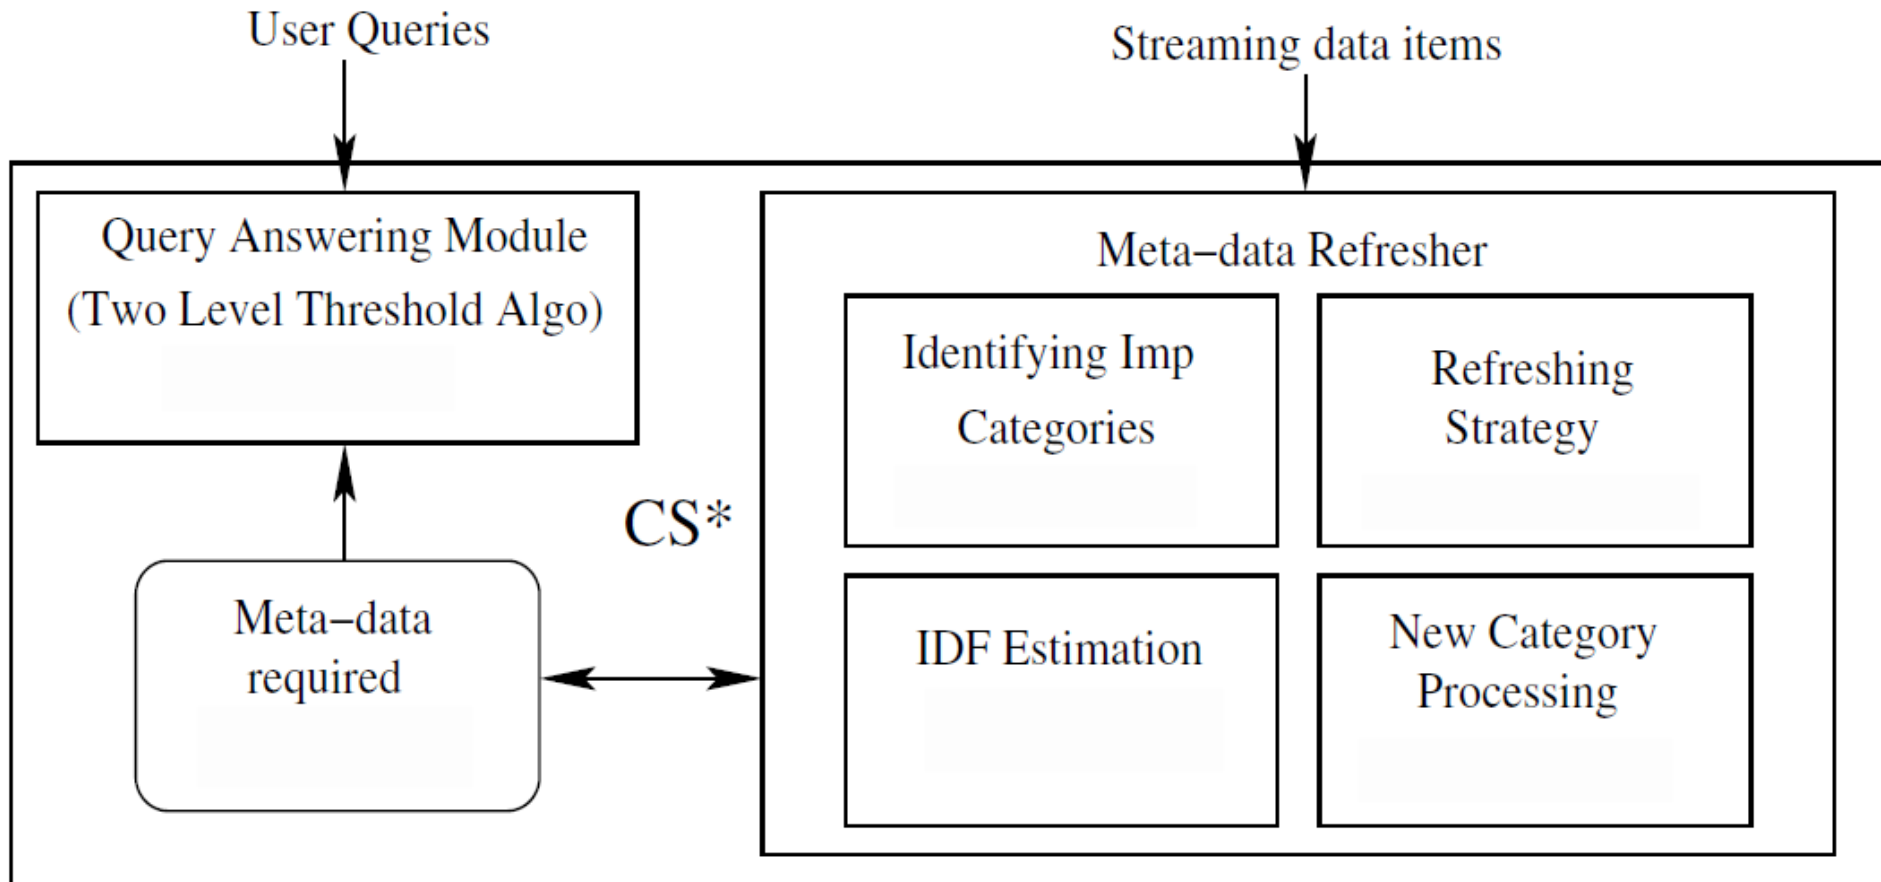 User Queries
Streaming data items
Query Answering Module
(Two Level Threshold Algo)
Meta−data Refresher
Identifying Imp
Categories
Refreshing
Strategy
CS*
Meta−data
required
IDF Estimation
New Category
Processing